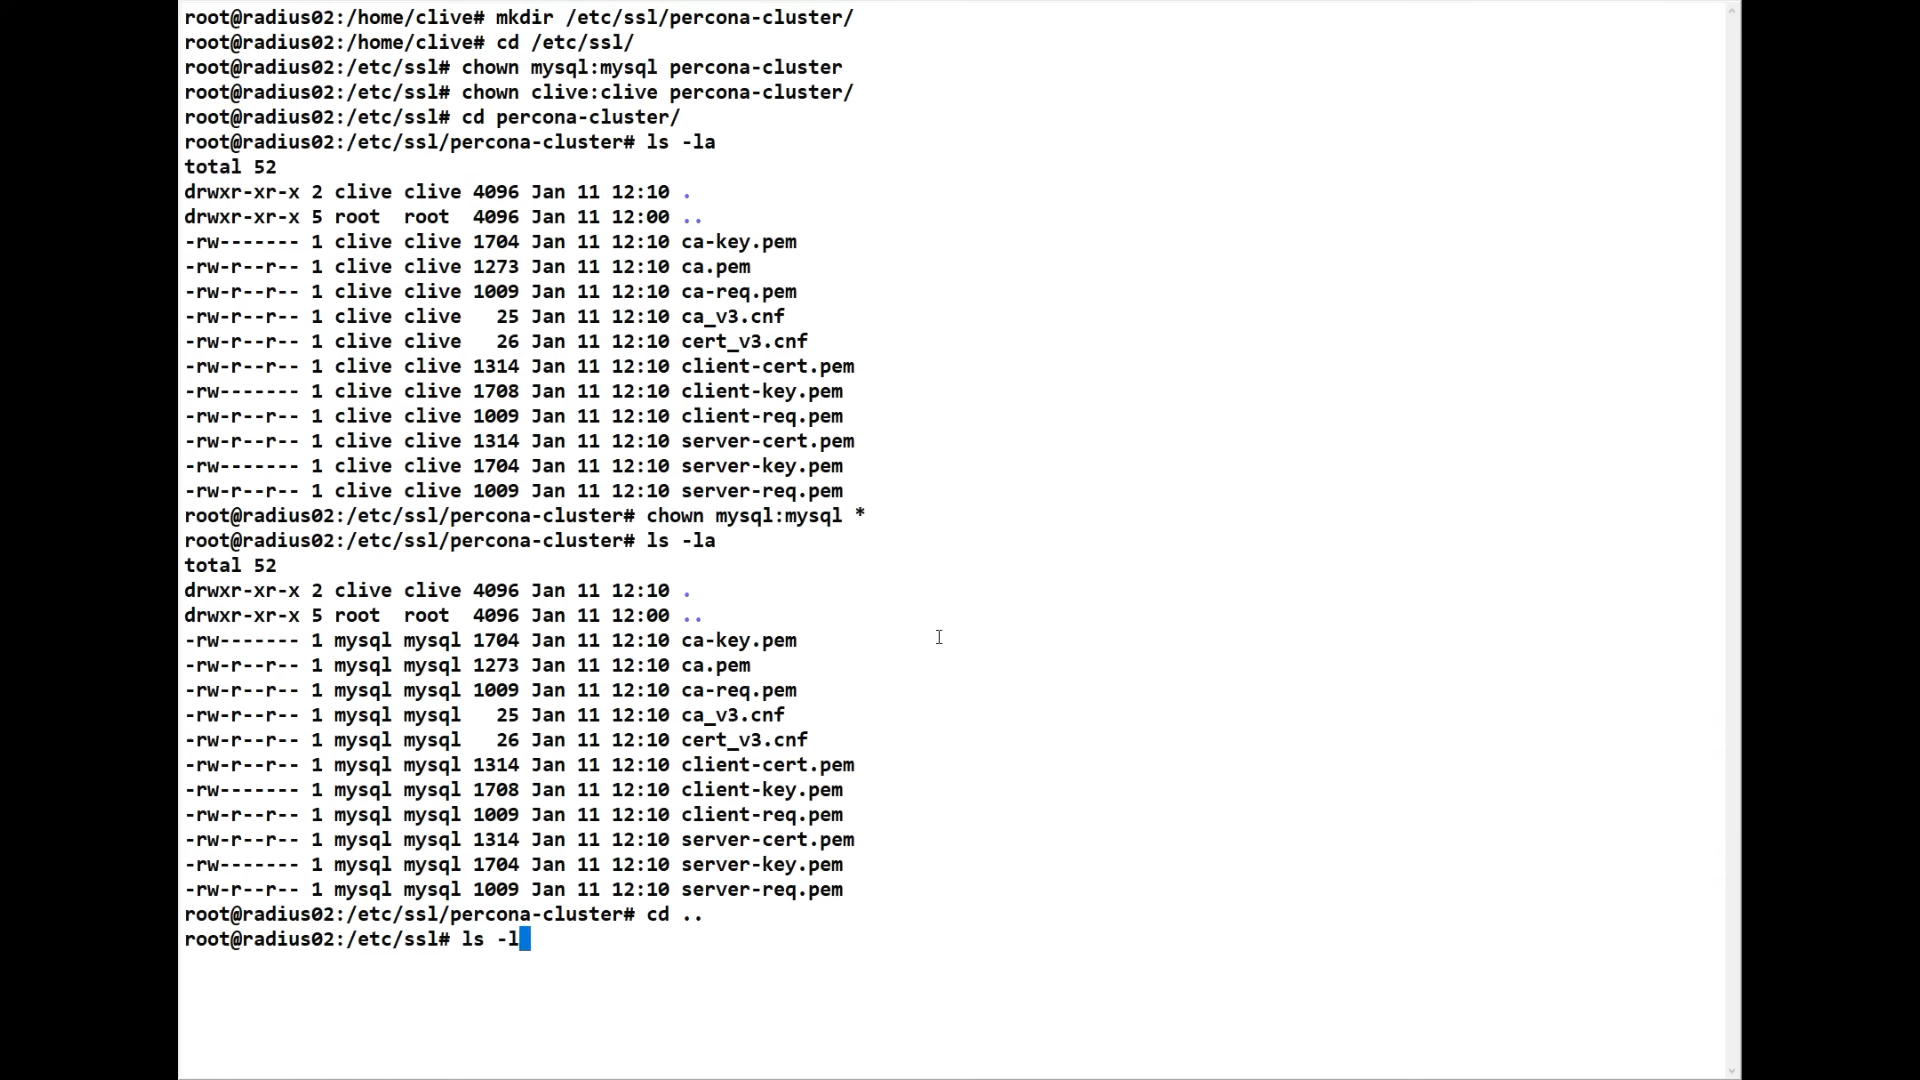 root@radius02:/home/clive# mkdir /etc/ssl/percona-cluster/
root@radius02:/home/clive# cd /etc/ssl/
root@radius02:/etc/ssl# chown mysql:mysql percona-cluster
root@radius02:/etc/ssl# chown clive:clive percona-cluster/
root@radius02:/etc/ssl# cd percona-cluster/
root@radius02:/etc/ssl/percona-cluster# ls -la
total 52
drwxr-xr-x 2 clive clive 4096 Jan 11 12:10 .
drwxr-xr-x 5 root  root  4096 Jan 11 12:00 ..
-rw------- 1 clive clive 1704 Jan 11 12:10 ca-key.pem
-rw-r--r-- 1 clive clive 1273 Jan 11 12:10 ca.pem
-rw-r--r-- 1 clive clive 1009 Jan 11 12:10 ca-req.pem
-rw-r--r-- 1 clive clive   25 Jan 11 12:10 ca_v3.cnf
-rw-r--r-- 1 clive clive   26 Jan 11 12:10 cert_v3.cnf
-rw-r--r-- 1 clive clive 1314 Jan 11 12:10 client-cert.pem
-rw------- 1 clive clive 1708 Jan 11 12:10 client-key.pem
-rw-r--r-- 1 clive clive 1009 Jan 11 12:10 client-req.pem
-rw-r--r-- 1 clive clive 1314 Jan 11 12:10 server-cert.pem
-rw------- 1 clive clive 1704 Jan 11 12:10 server-key.pem
-rw-r--r-- 1 clive clive 1009 Jan 11 12:10 server-req.pem
root@radius02:/etc/ssl/percona-cluster# chown mysql:mysql *
root@radius02:/etc/ssl/percona-cluster# ls -la
total 52
drwxr-xr-x 2 clive clive 4096 Jan 11 12:10 .
drwxr-xr-x 5 root  root  4096 Jan 11 12:00 ..
-rw------- 1 mysql mysql 1704 Jan 11 12:10 ca-key.pem
-rw-r--r-- 1 mysql mysql 1273 Jan 11 12:10 ca.pem
-rw-r--r-- 1 mysql mysql 1009 Jan 11 12:10 ca-req.pem
-rw-r--r-- 1 mysql mysql   25 Jan 11 12:10 ca_v3.cnf
-rw-r--r-- 1 mysql mysql   26 Jan 11 12:10 cert_v3.cnf
-rw-r--r-- 1 mysql mysql 1314 Jan 11 12:10 client-cert.pem
-rw------- 1 mysql mysql 1708 Jan 11 12:10 client-key.pem
-rw-r--r-- 1 mysql mysql 1009 Jan 11 12:10 client-req.pem
-rw-r--r-- 1 mysql mysql 1314 Jan 11 12:10 server-cert.pem
-rw------- 1 mysql mysql 1704 Jan 11 12:10 server-key.pem
-rw-r--r-- 1 mysql mysql 1009 Jan 11 12:10 server-req.pem
root@radius02:/etc/ssl/percona-cluster# cd ..
root@radius02:/etc/ssl# ls -l